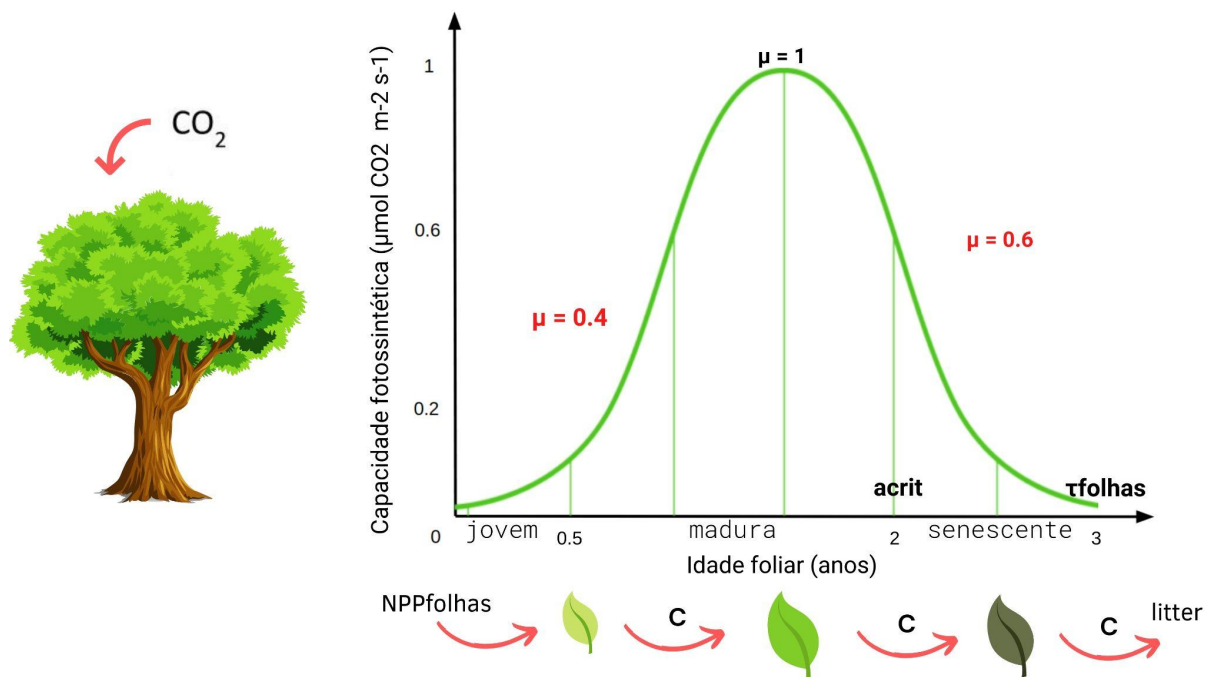 CO2
Capacidade fotossintética (μmol CO2 m-2 s-1)
1
0.6
0.2
0
μ = 1
μ = 0.4
μ = 0.6
acrit
τfolhas
jovem
0.5
madura
2
senescente
3
Idade foliar (anos)
NPPfolhas
C
C
C
litter